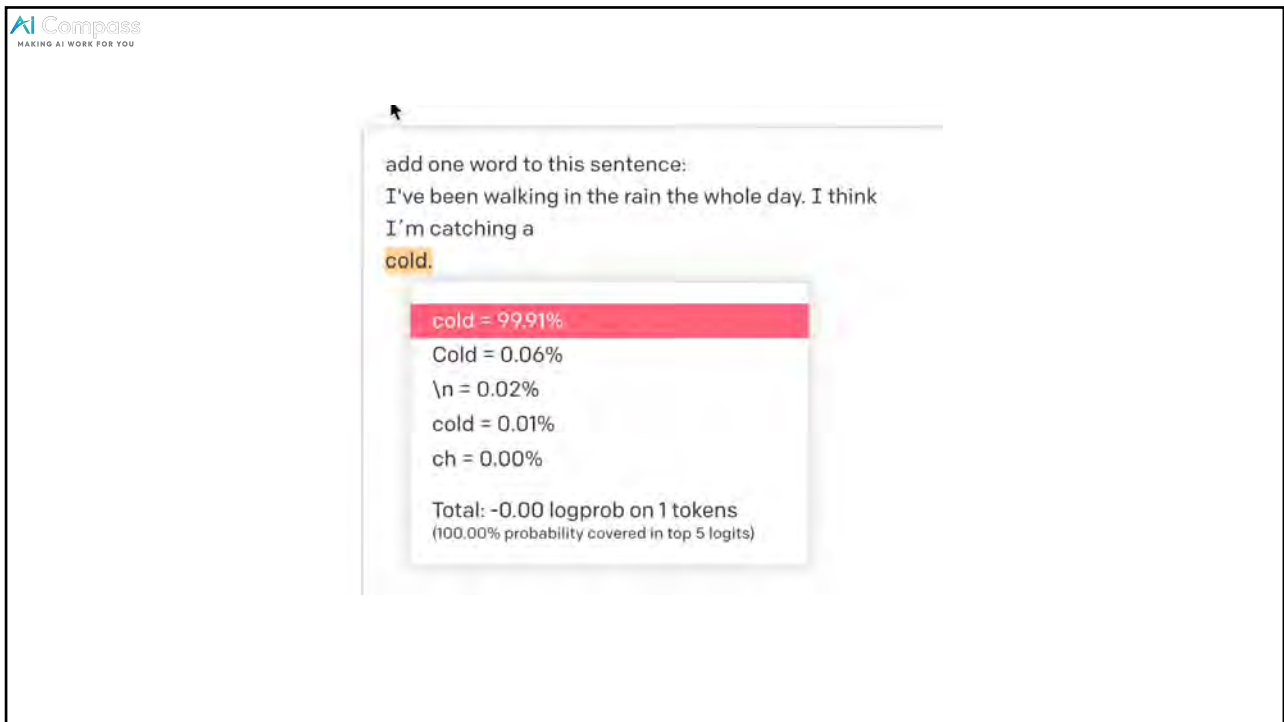 AI Compass
MAKING AI WORK FOR YOU
add one word to this sentence:
I've been walking in the rain the whole day. I think
I´m catching a
cold.
cold = 99.91%
Cold = 0.06%
\n = 0.02%
cold = 0.01%
ch = 0.00%
Total: -0.00 logprob on 1 tokens
(100.00% probability covered in top 5 logits)